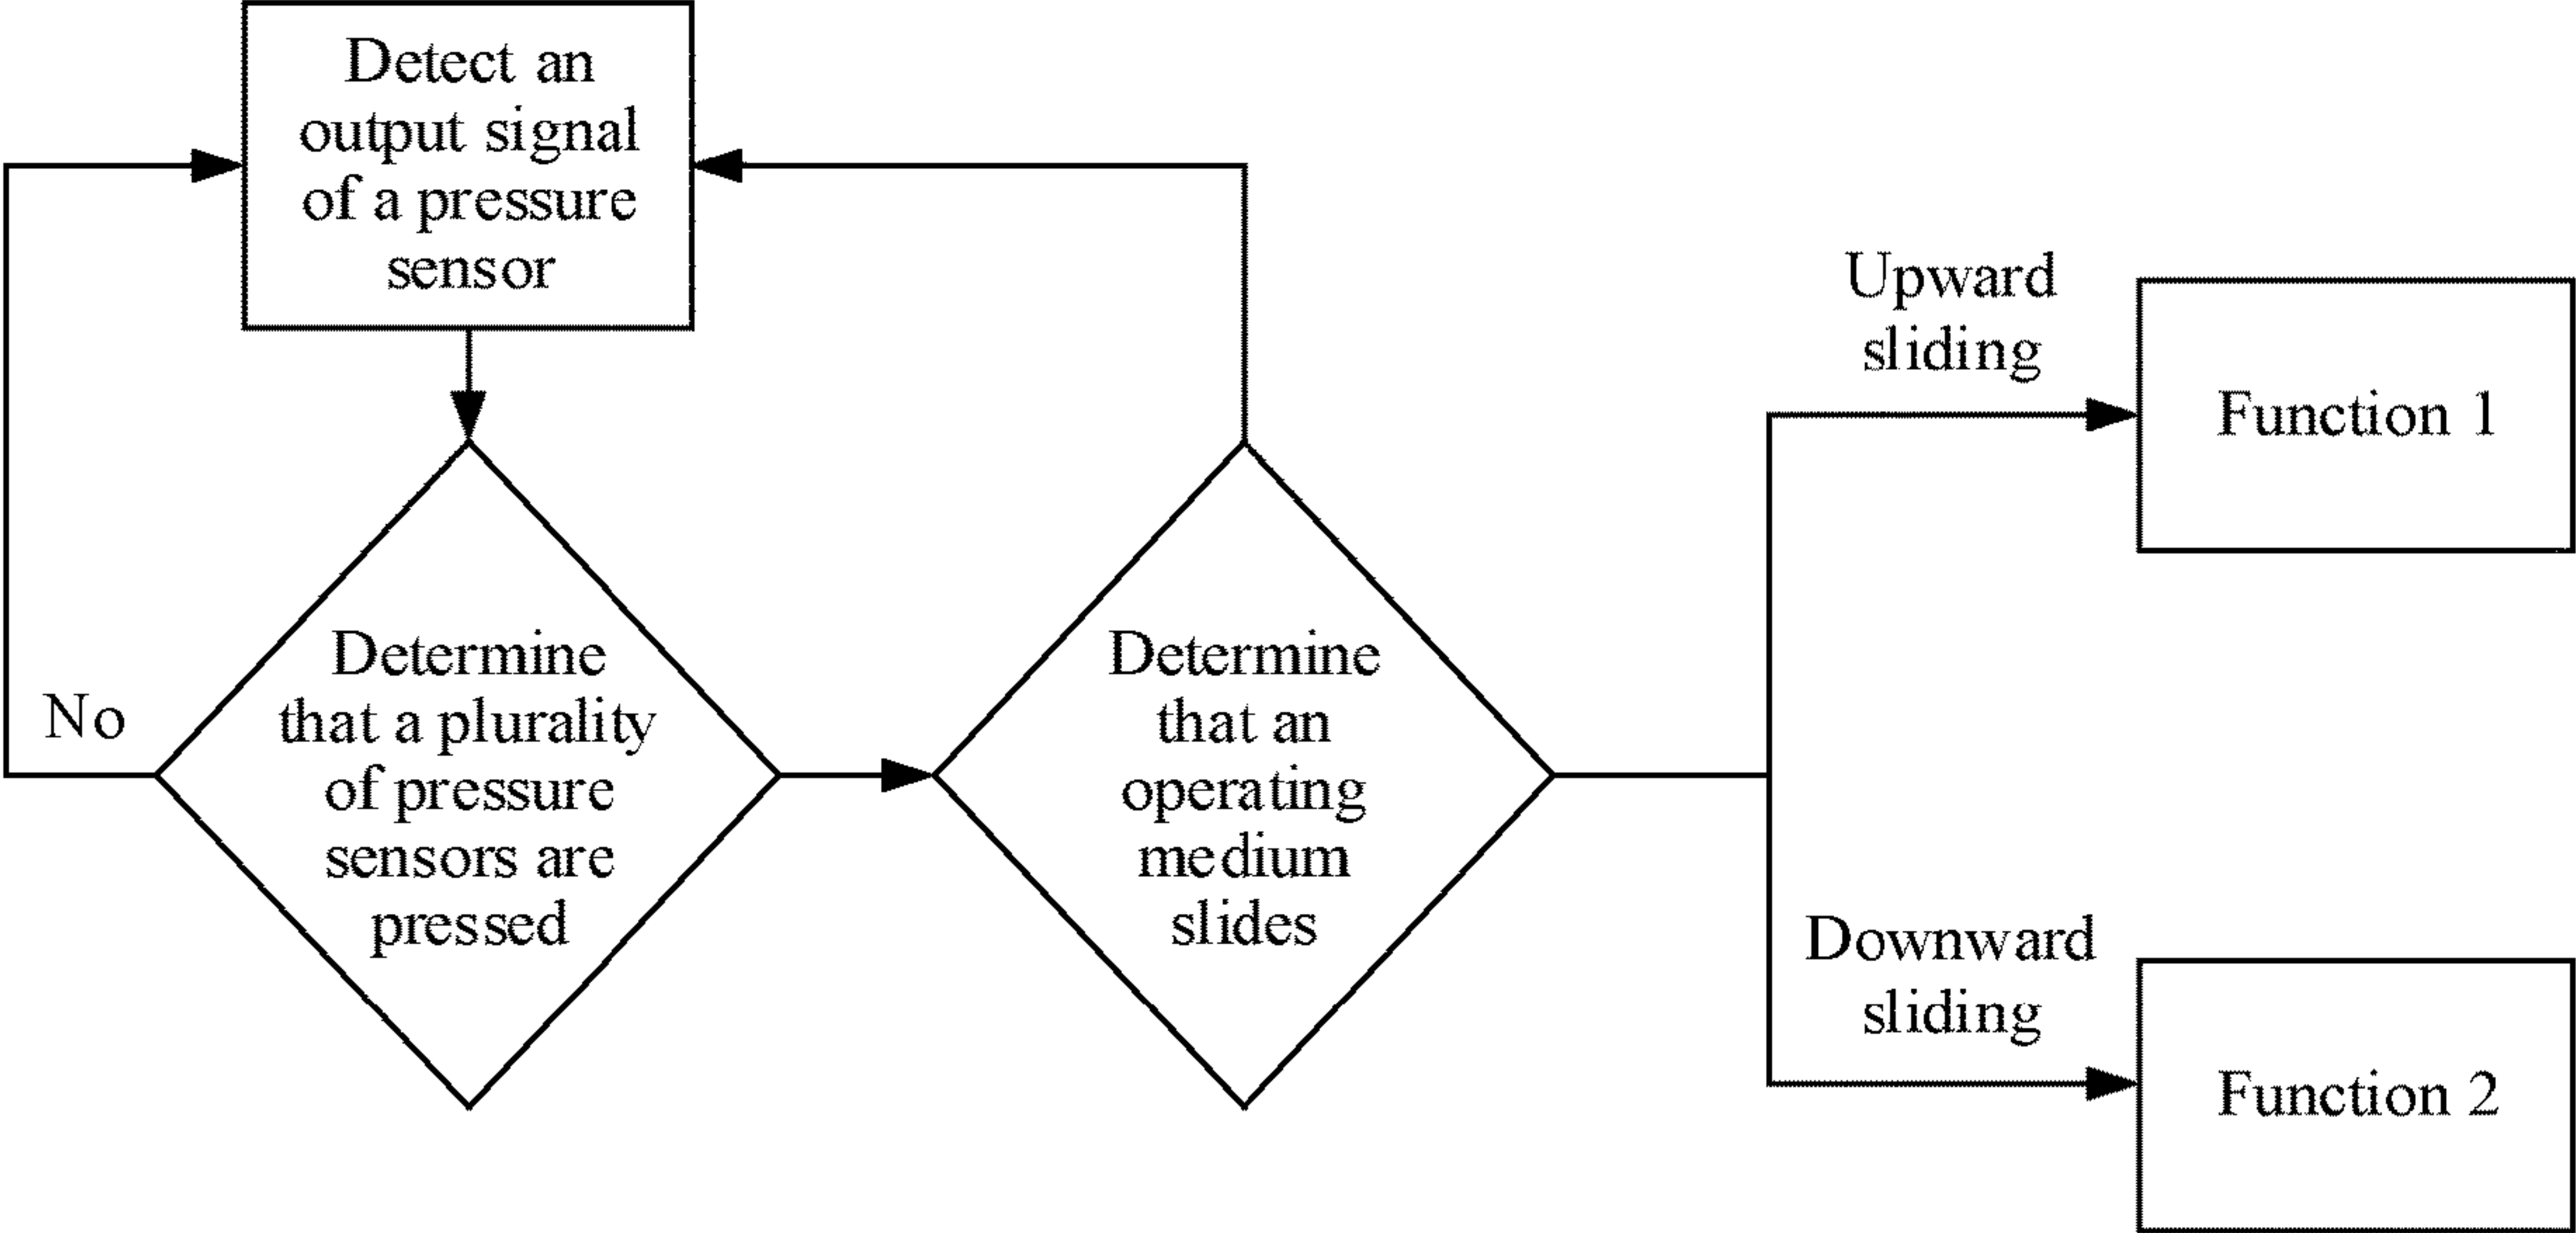 Detect an
output signal
of a pressure
sensor
No
Determine
that a plurality
of pressure
sensors are
pressed
Determine
that an
operating
medium
slides
Upward
sliding
Function 1
Downward
sliding
Function 2